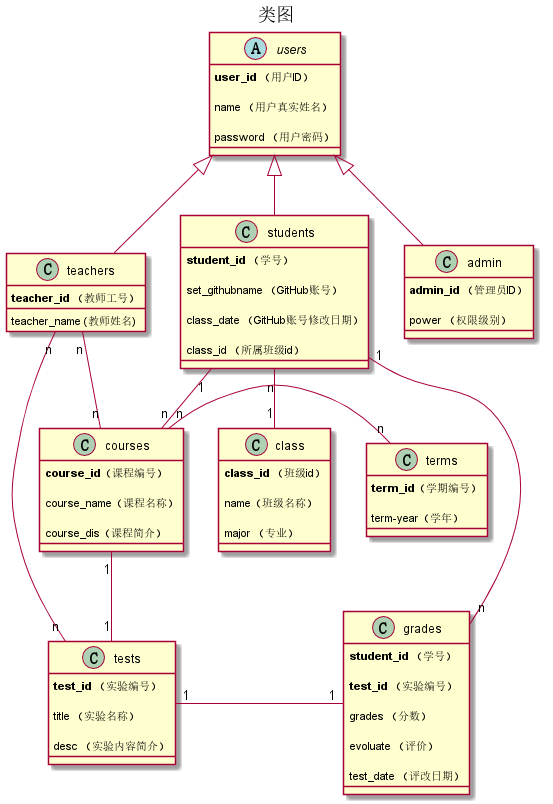 类图
A users
user_id （用户ID）
name （用户真实姓名）
password （用户密码）
C teachers
teacher_id （教师工号）
teacher_name (教师姓名)
C students
student_id （学号）
set_githubname （GitHub账号）
class_date （GitHub账号修改日期）
class_id （所属班级id）
C admin
admin_id （管理员ID）
power （权限级别）
n n
1 n 1
n n n 1 n
C courses
course_id（课程编号）
course_name（课程名称）
course_dis（课程简介）
C class
class_id （班级id）
name（班级名称）
major （专业）
C terms
term_id（学期编号）
term-year（学年）
1
n 1 n
C tests
test_id （实验编号）
title （实验名称）
desc （实验内容简介）
1 1
C grades
student_id （学号）
test_id （实验编号）
grades （分数）
evoluate （评价）
test_date （评改日期）